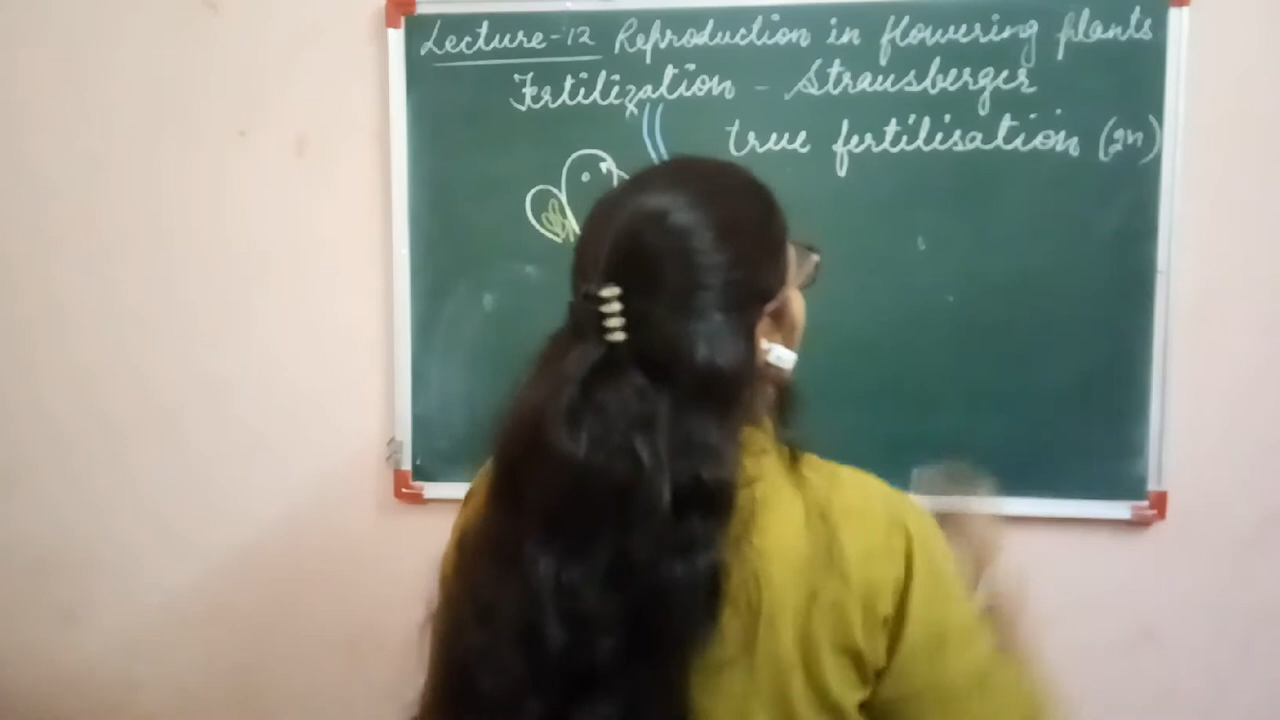 Lecture-12 Reproduction in flowering plants
Fertilization - Strausberger
true fertilisation (2n)